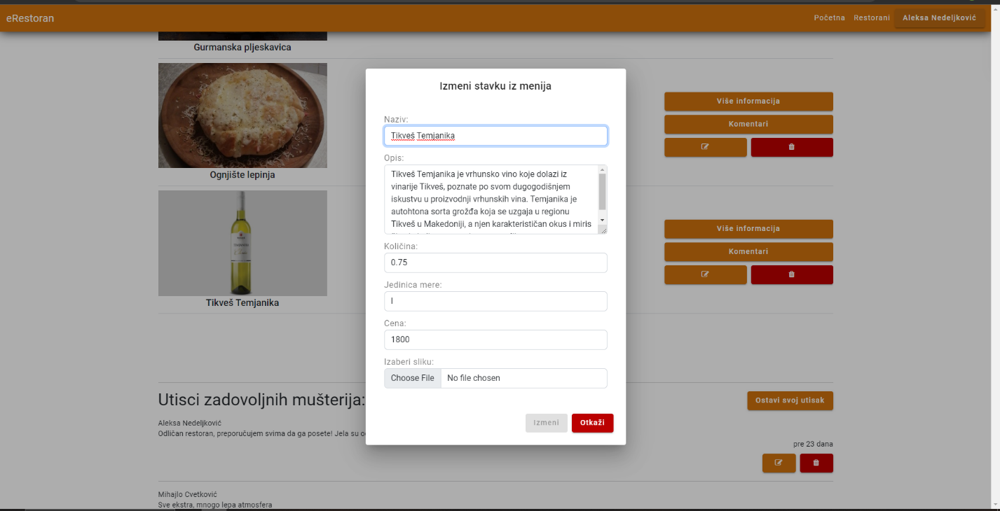 eRestoran
Početna Restorani Aleksa Nedeljković
Gurmanska pljeskavica
Ognjište lepinja
Više informacija
Komentari
Tikveš Temjanika
Više informacija
Komentari
Izmeni stavku iz menija
Naziv:
Tikveš Temjanika
Opis:
Tikveš Temjanika je vrhunsko vino koje dolazi iz
vinarije Tikveš, poznate po svom dugogodišnjem
iskustvu u proizvodnji vrhunskih vina. Temjanika je
autohtona sorta grožđa koja se uzgaja u regionu
Tikveš u Makedoniji, a njen karakterističan okus i miris
Količina:
0.75
Jedinica mere:
l
Cena:
1800
Izaberi sliku:
Choose File No file chosen
Izmeni Otkaži
Utisci zadovoljnih mušterija:
Ostavi svoj utisak
Aleksa Nedeljković
Odličan restoran, preporučujem svima da ga posete! Jela su
pre 23 dana
Mihajlo Cvetković
Sve ekstra, mnogo lepa atmosfera